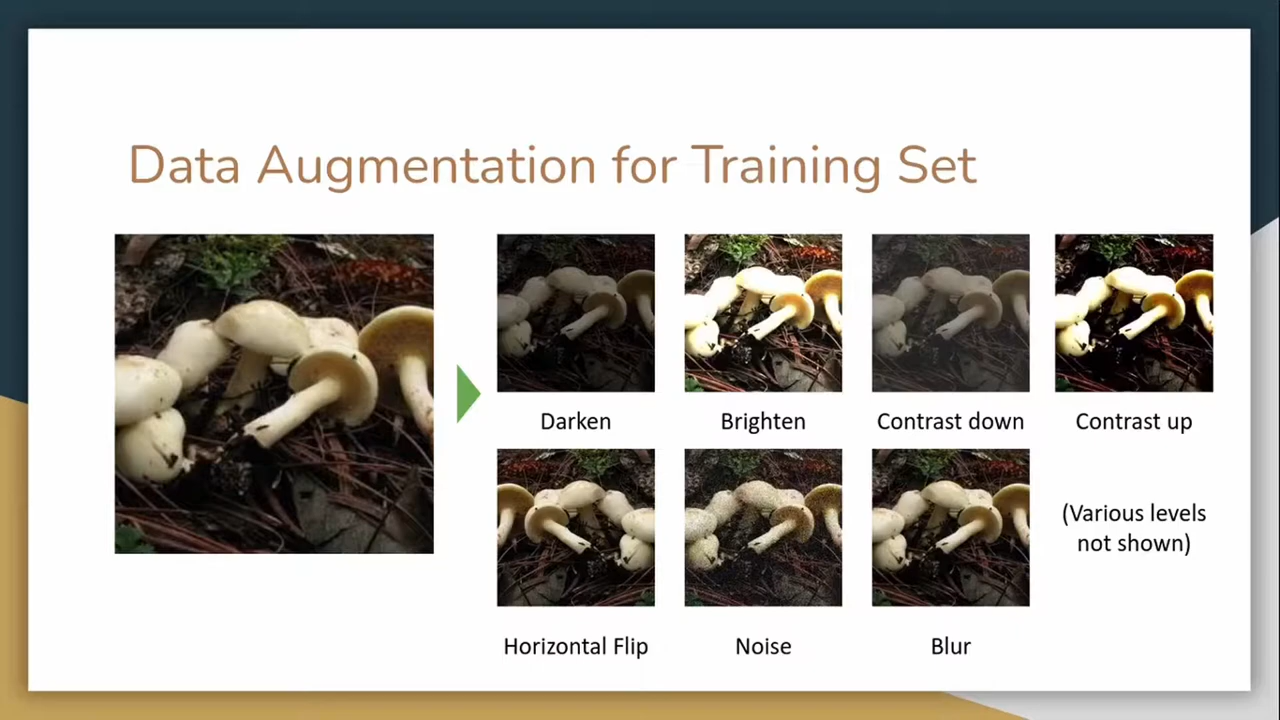 Data Augmentation for Training Set
Darken
Brighten
Contrast down
Contrast up
Horizontal Flip
Noise
Blur
(Various levels
not shown)